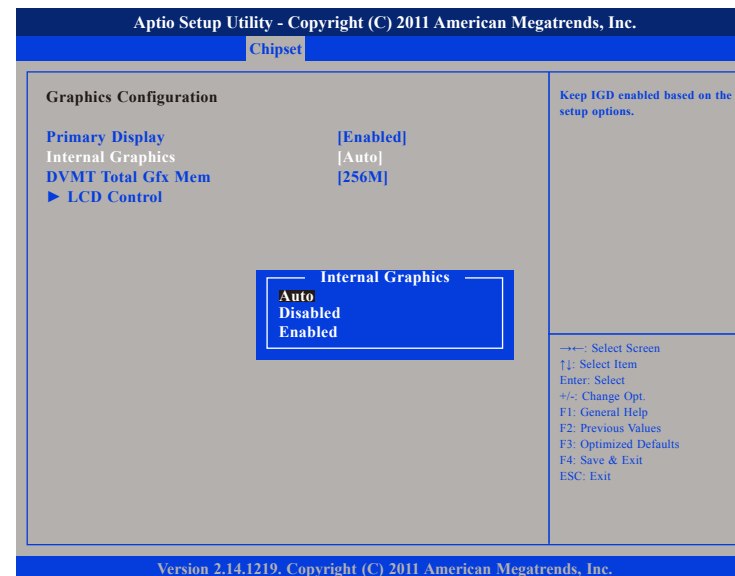 Aptio Setup Utility - Copyright (C) 2011 American Megatrends, Inc.
Chipset
Graphics Configuration
Primary Display [Enabled]
Internal Graphics [Auto]
DVMT Total Gfx Mem [256M]
► LCD Control
Internal Graphics
Auto
Disabled
Enabled
Keep IGD enabled based on the
setup options.
→←: Select Screen
↑↓: Select Item
Enter: Select
+/-: Change Opt.
F1: General Help
F2: Previous Values
F3: Optimized Defaults
F4: Save & Exit
ESC: Exit
Version 2.14.1219. Copyright (C) 2011 American Megatrends, Inc.